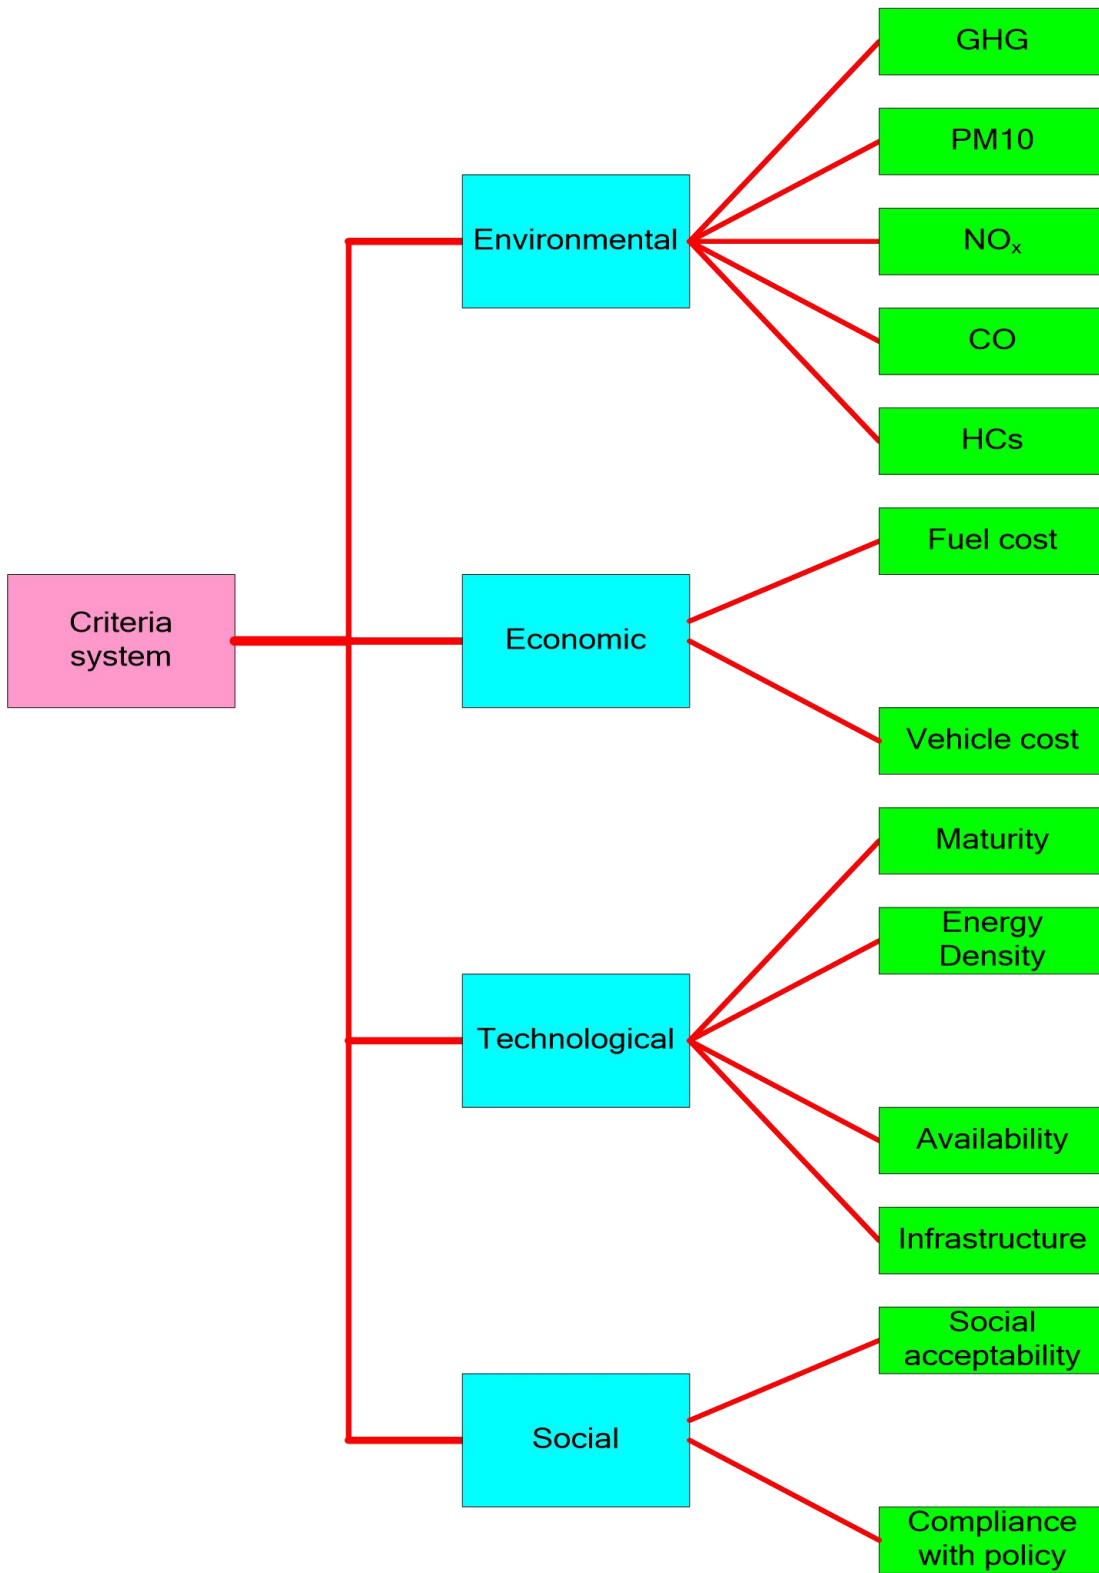 GHG
PM10
Environmental
NOₓ
CO
HCs
Fuel cost
Criteria
system
Economic
Vehicle cost
Maturity
Energy
Density
Technological
Availability
Infrastructure
Social
acceptability
Social
Compliance
with policy